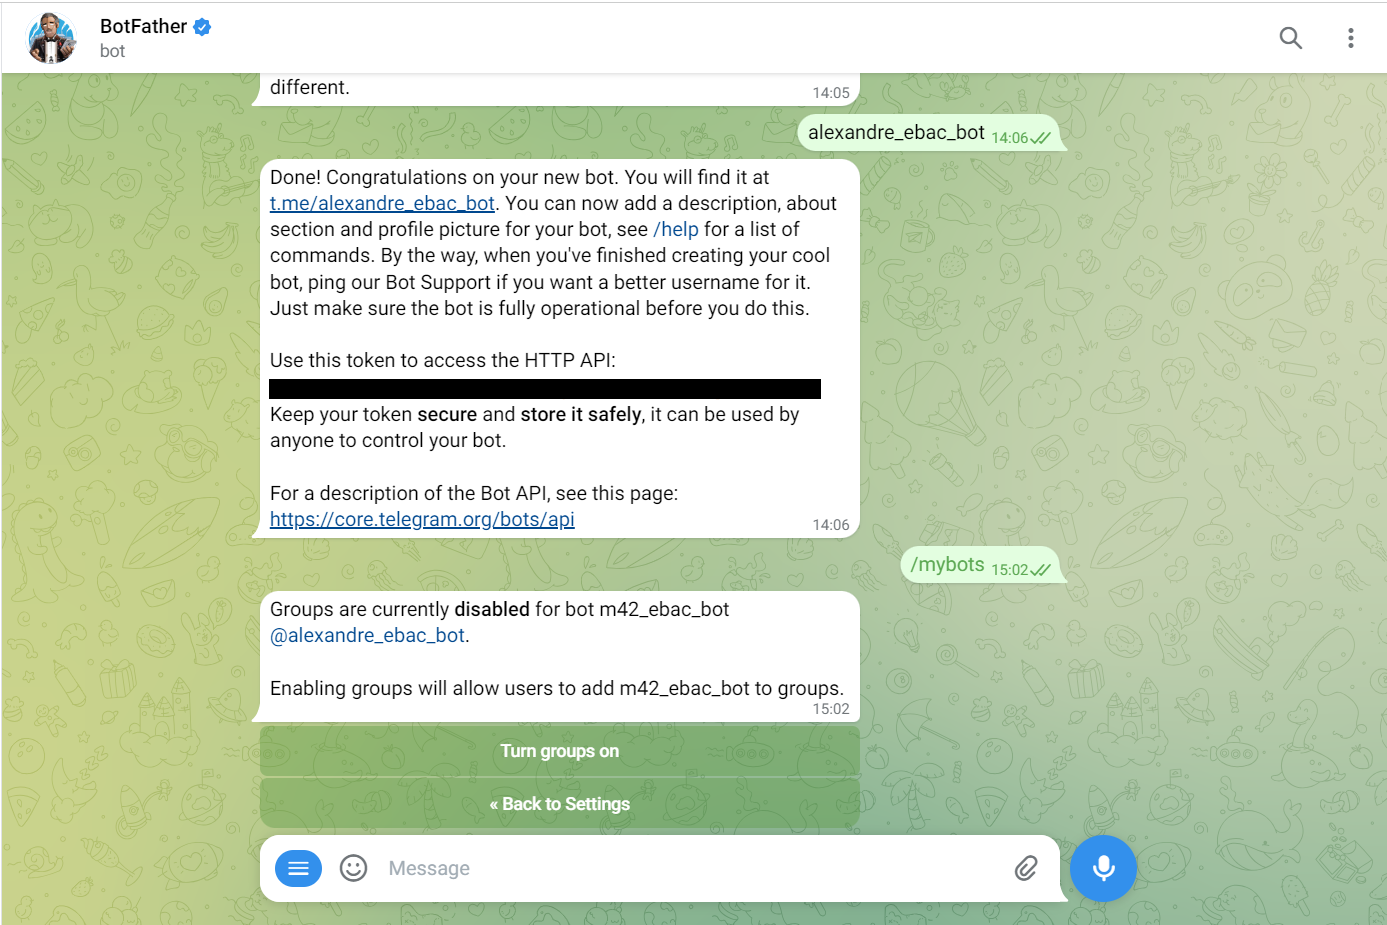 BotFather
bot
different.
14:05
alexandre_ebac_bot 14:06
Done! Congratulations on your new bot. You will find it at
t.me/alexandre_ebac_bot. You can now add a description, about
section and profile picture for your bot, see /help for a list of
commands. By the way, when you've finished creating your cool
bot, ping our Bot Support if you want a better username for it.
Just make sure the bot is fully operational before you do this.
Use this token to access the HTTP API:
Keep your token secure and store it safely, it can be used by
anyone to control your bot.
For a description of the Bot API, see this page:
https://core.telegram.org/bots/api
14:06
/mybots 15:02
Groups are currently disabled for bot m42_ebac_bot
@alexandre_ebac_bot.
Enabling groups will allow users to add m42_ebac_bot to groups.
15:02
Turn groups on
« Back to Settings
Message